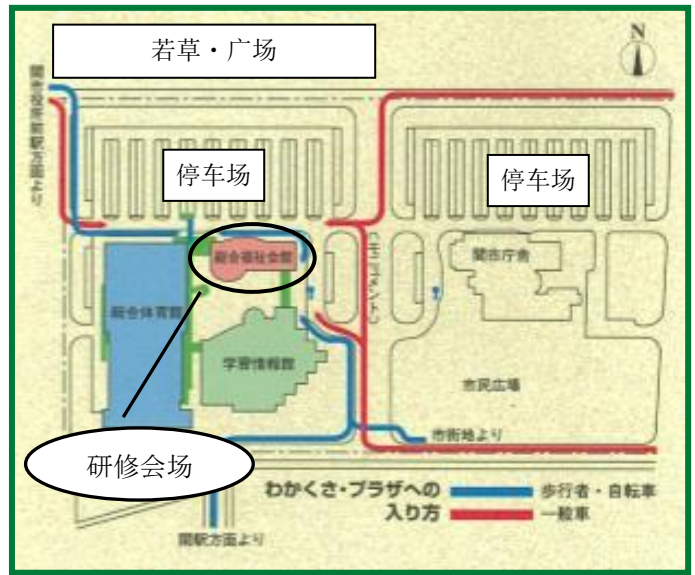 若草・广场
N
関市役所前駅方面より
停车场
停车场
総合福祉会館
関市庁舎
総合体育館
学習情報館
市民広場
市街地より
研修会场
わかくさ・プラザへの
入り方
歩行者・自転車
一般車
関駅方面より